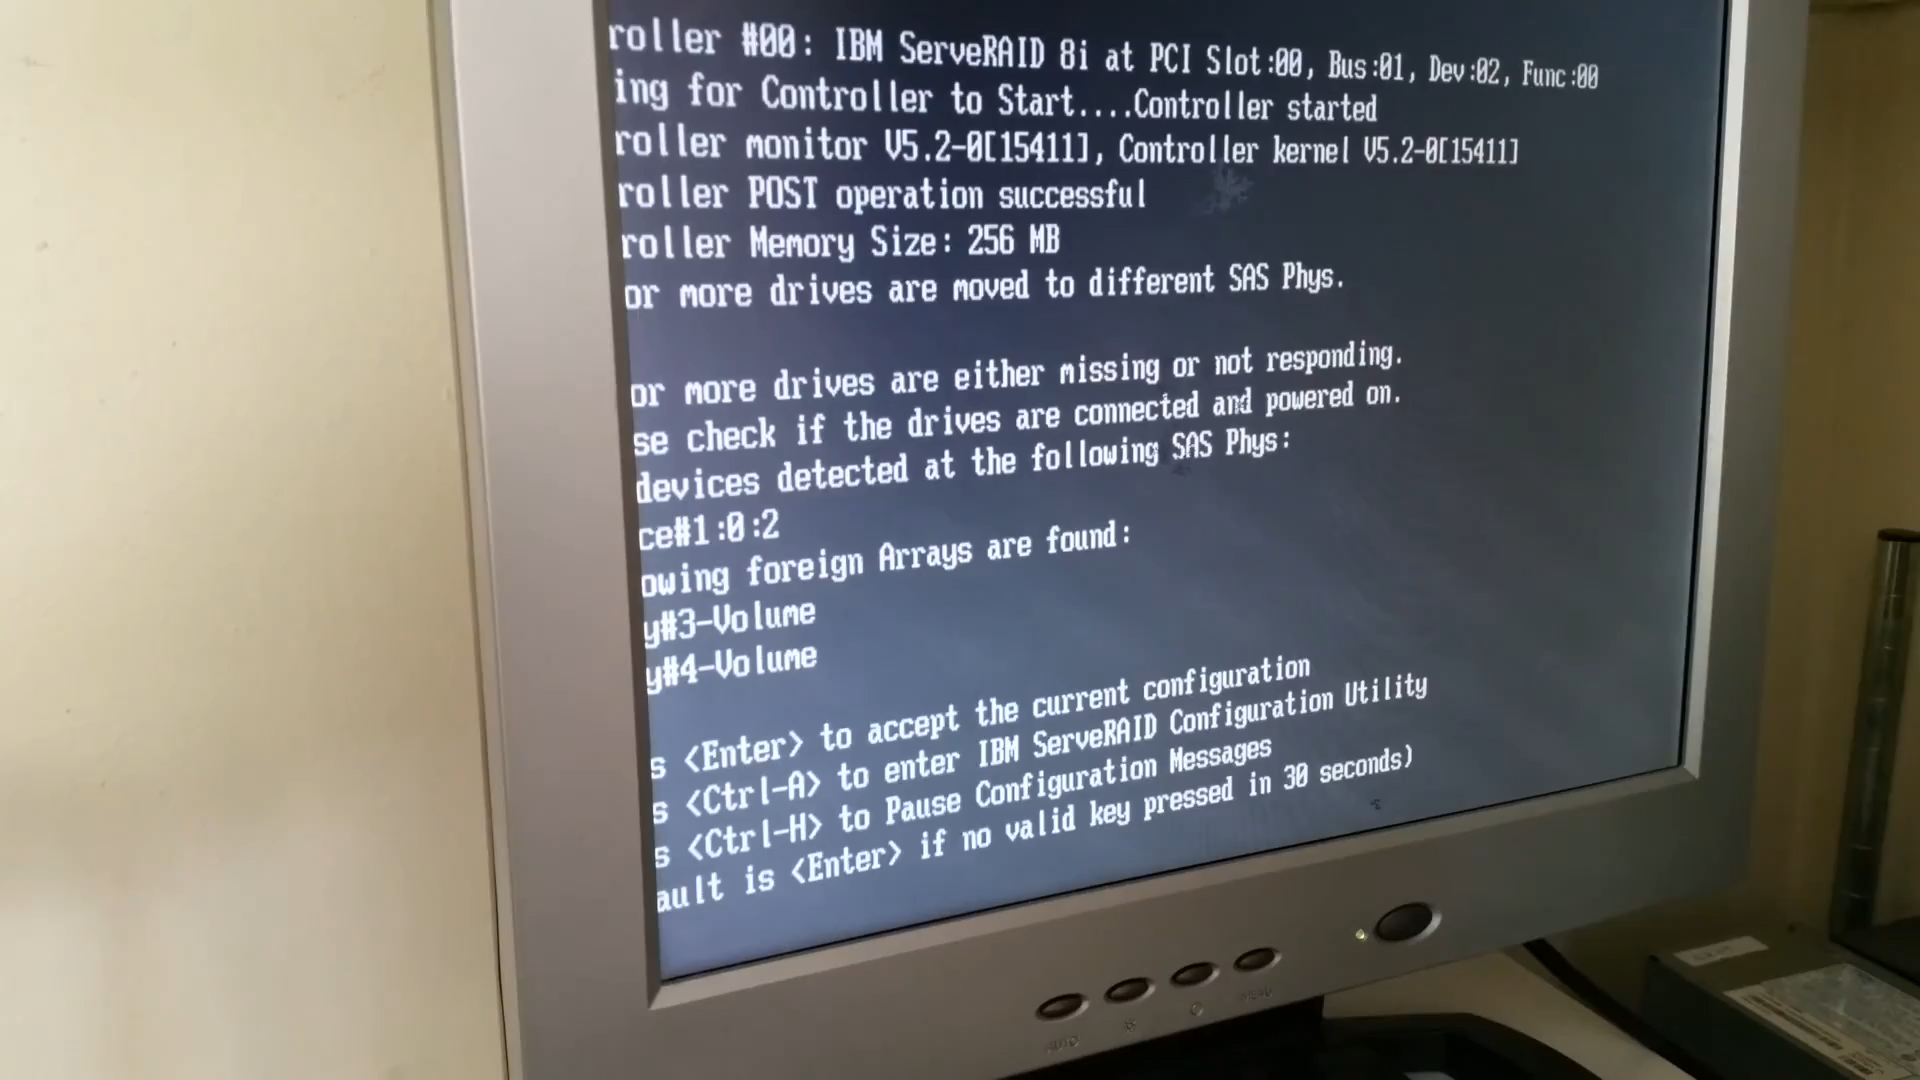 roller #00: IBM ServeRAID 8i at PCI Slot:00, Bus:01, Dev:02, Func:00
ing for Controller to Start....Controller started
roller monitor V5.2-0[15411], Controller kernel V5.2-0[15411]
roller POST operation successful
roller Memory Size: 256 MB
or more drives are moved to different SAS Phys.
or more drives are either missing or not responding.
se check if the drives are connected and powered on.
devices detected at the following SAS Phys:
ce#1:0:2
owing foreign Arrays are found:
y#3-Volume
y#4-Volume
s <Enter> to accept the current configuration
s <Ctrl-A> to enter IBM ServeRAID Configuration Utility
s <Ctrl-H> to Pause Configuration Messages
ault is <Enter> if no valid key pressed in 30 seconds)
AUTO
MENU